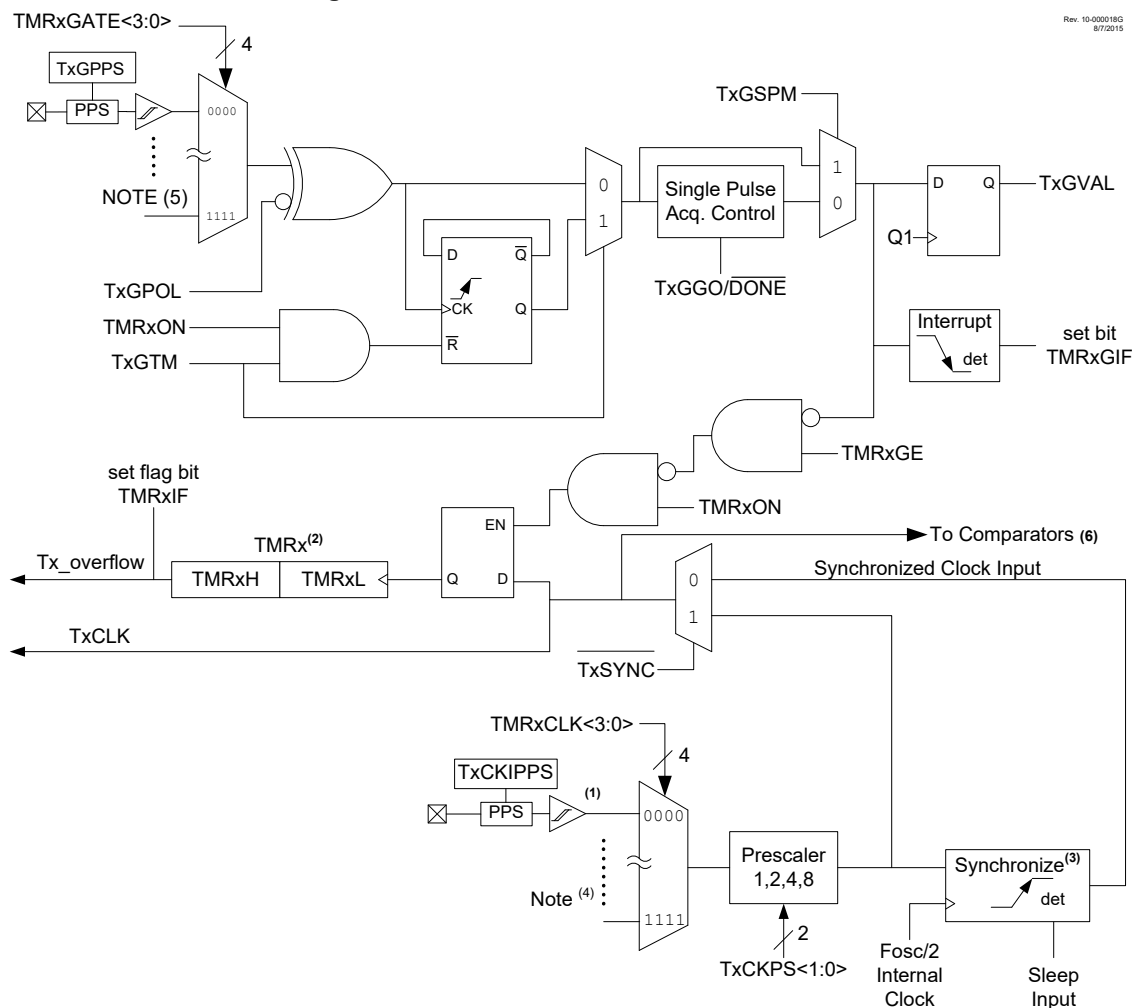 TMRxGATE<3:0>
Rev. 10-000018G
8/7/2015
4
TxGPPS
PPS
0000
NOTE (5)
1111
TxGPOL
TMRxON
TxGTM
D
Q
CK
Q
R
0
1
TxGSPM
Single Pulse
Acq. Control
TxGGO/DONE
1
0
D
Q
Q1
TxGVAL
Interrupt
det
set bit
TMRxGIF
TMRxGE
TMRxON
set flag bit
TMRxIF
Tx_overflow
TMRx(2)
TMRxH
TMRxL
EN
Q
D
TxCLK
To Comparators (6)
Synchronized Clock Input
0
1
TxSYNC
TMRxCLK<3:0>
4
TxCKIPPS
PPS
(1)
0000
Note (4)
1111
Prescaler
1,2,4,8
2
TxCKPS<1:0>
Synchronize(3)
det
Fosc/2
Internal
Clock
Sleep
Input